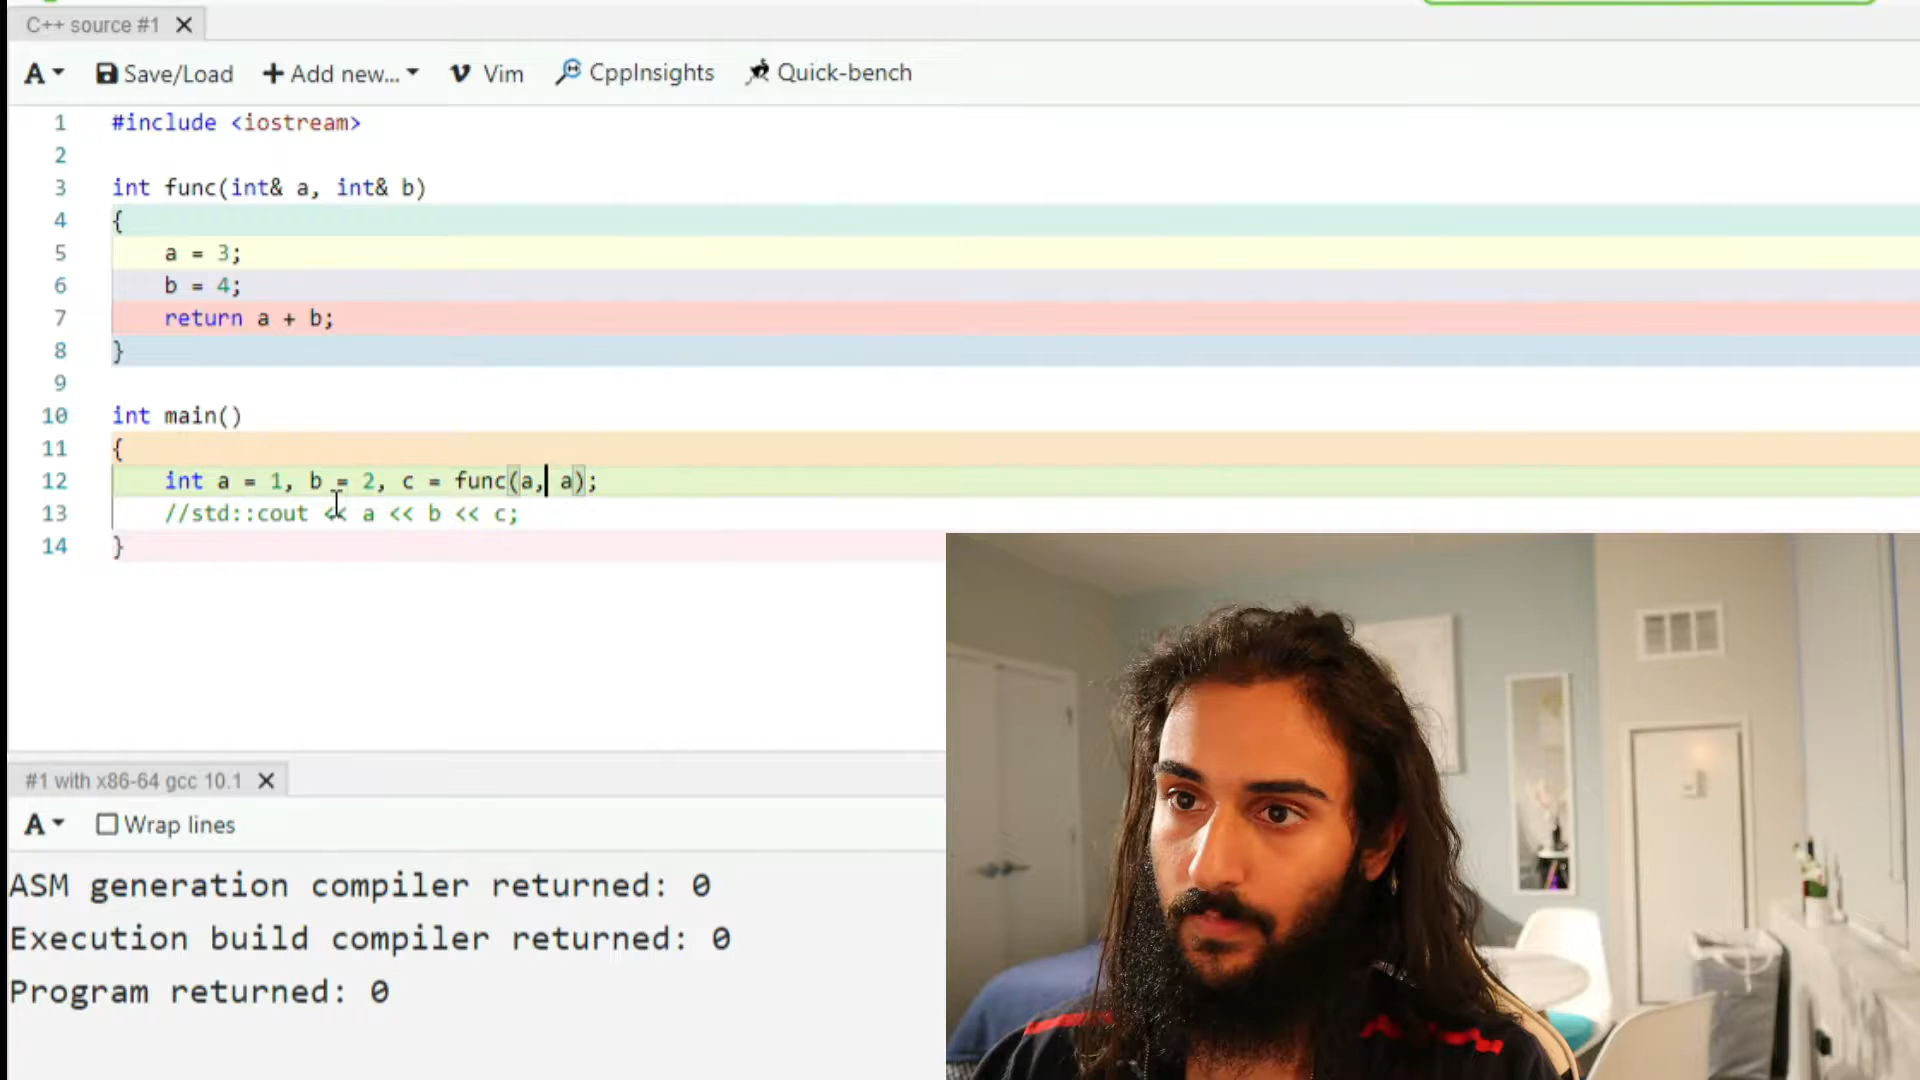 C++ source #1
A Save/Load + Add new... Vim CppInsights Quick-bench
1 #include <iostream>
2
3 int func(int& a, int& b)
4 {
5 a = 3;
6 b = 4;
7 return a + b;
8 }
9
10 int main()
11 {
12 int a = 1, b = 2, c = func(a, a);
13 //std::cout << a << b << c;
14 }
#1 with x86-64 gcc 10.1
A Wrap lines
ASM generation compiler returned: 0
Execution build compiler returned: 0
Program returned: 0